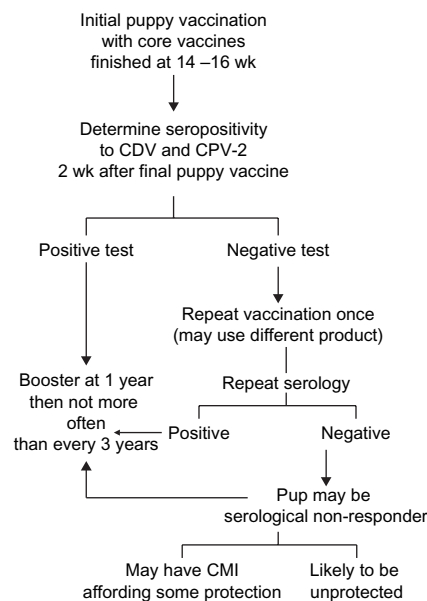 Initial puppy vaccination
with core vaccines
finished at 14 –16 wk
Determine seropositivity
to CDV and CPV-2
2 wk after final puppy vaccine
Positive test
Negative test
Repeat vaccination once
(may use different product)
Repeat serology
Booster at 1 year
then not more
often
than every 3 years
Positive
Negative
Pup may be
serological non-responder
May have CMI
affording some protection
Likely to be
unprotected